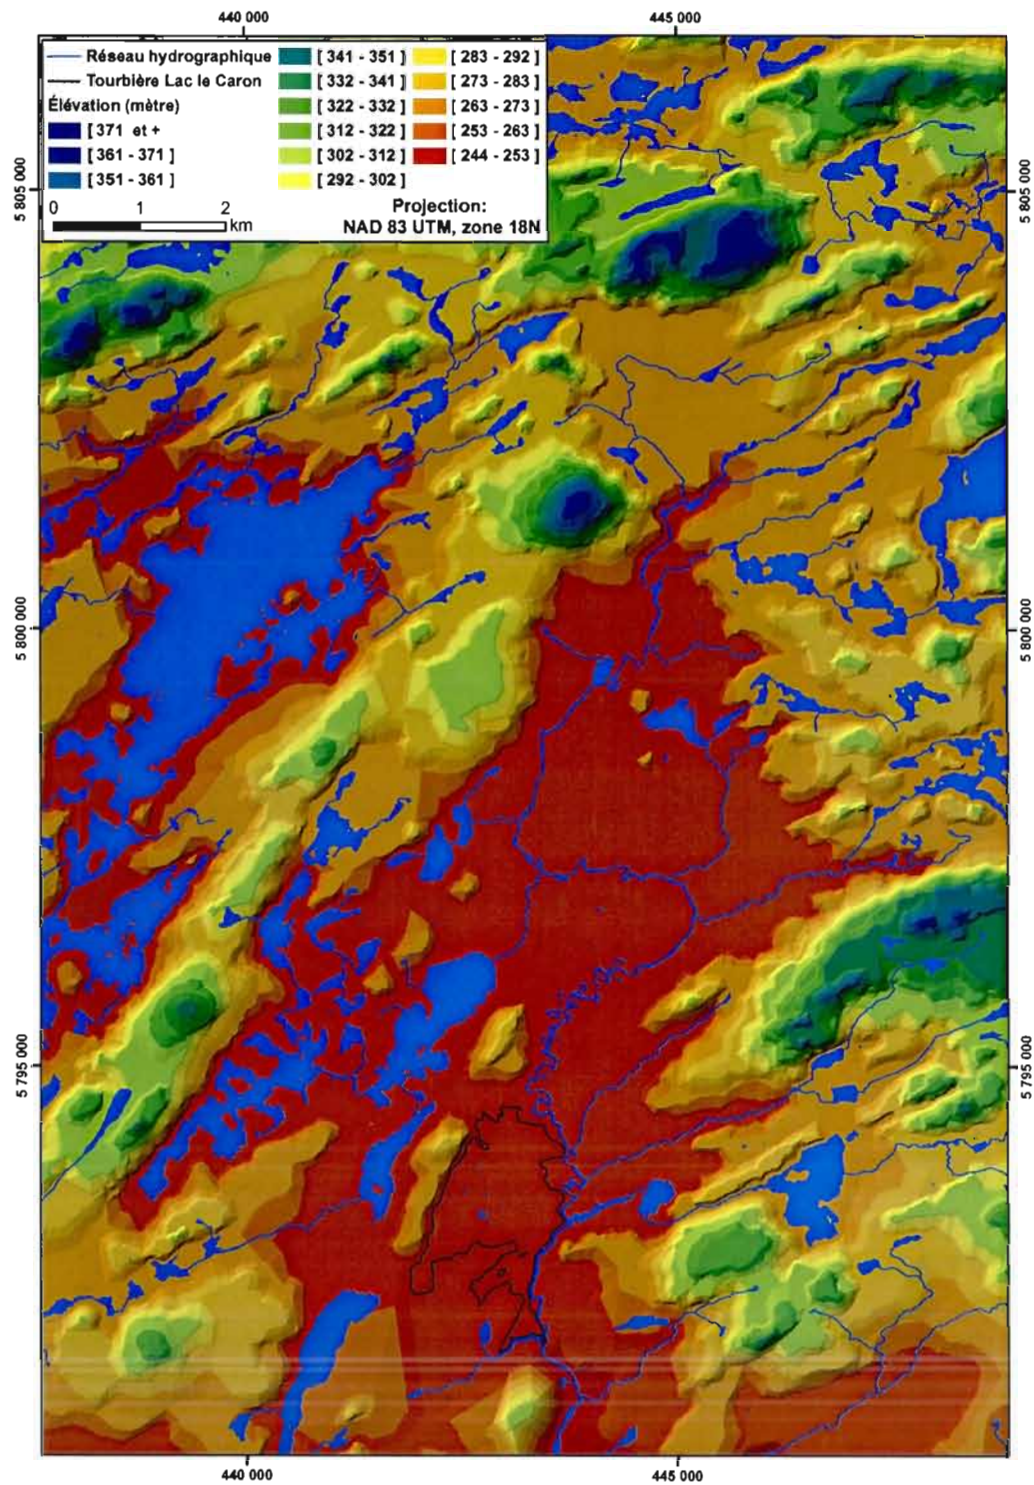 440 000
445 000
Réseau hydrographique
Tourbière Lac le Caron
Élévation (mètre)
[ 371 et +
[ 361 - 371 ]
[ 351 - 361 ]
[ 341 - 351 ]
[ 332 - 341 ]
[ 322 - 332 ]
[ 312 - 322 ]
[ 302 - 312 ]
[ 292 - 302 ]
[ 283 - 292 ]
[ 273 - 283 ]
[ 263 - 273 ]
[ 253 - 263 ]
[ 244 - 253 ]
0 1 2
km
Projection:
NAD 83 UTM, zone 18N
5 805 000
5 805 000
5 800 000
5 800 000
5 795 000
5 795 000
440 000
445 000